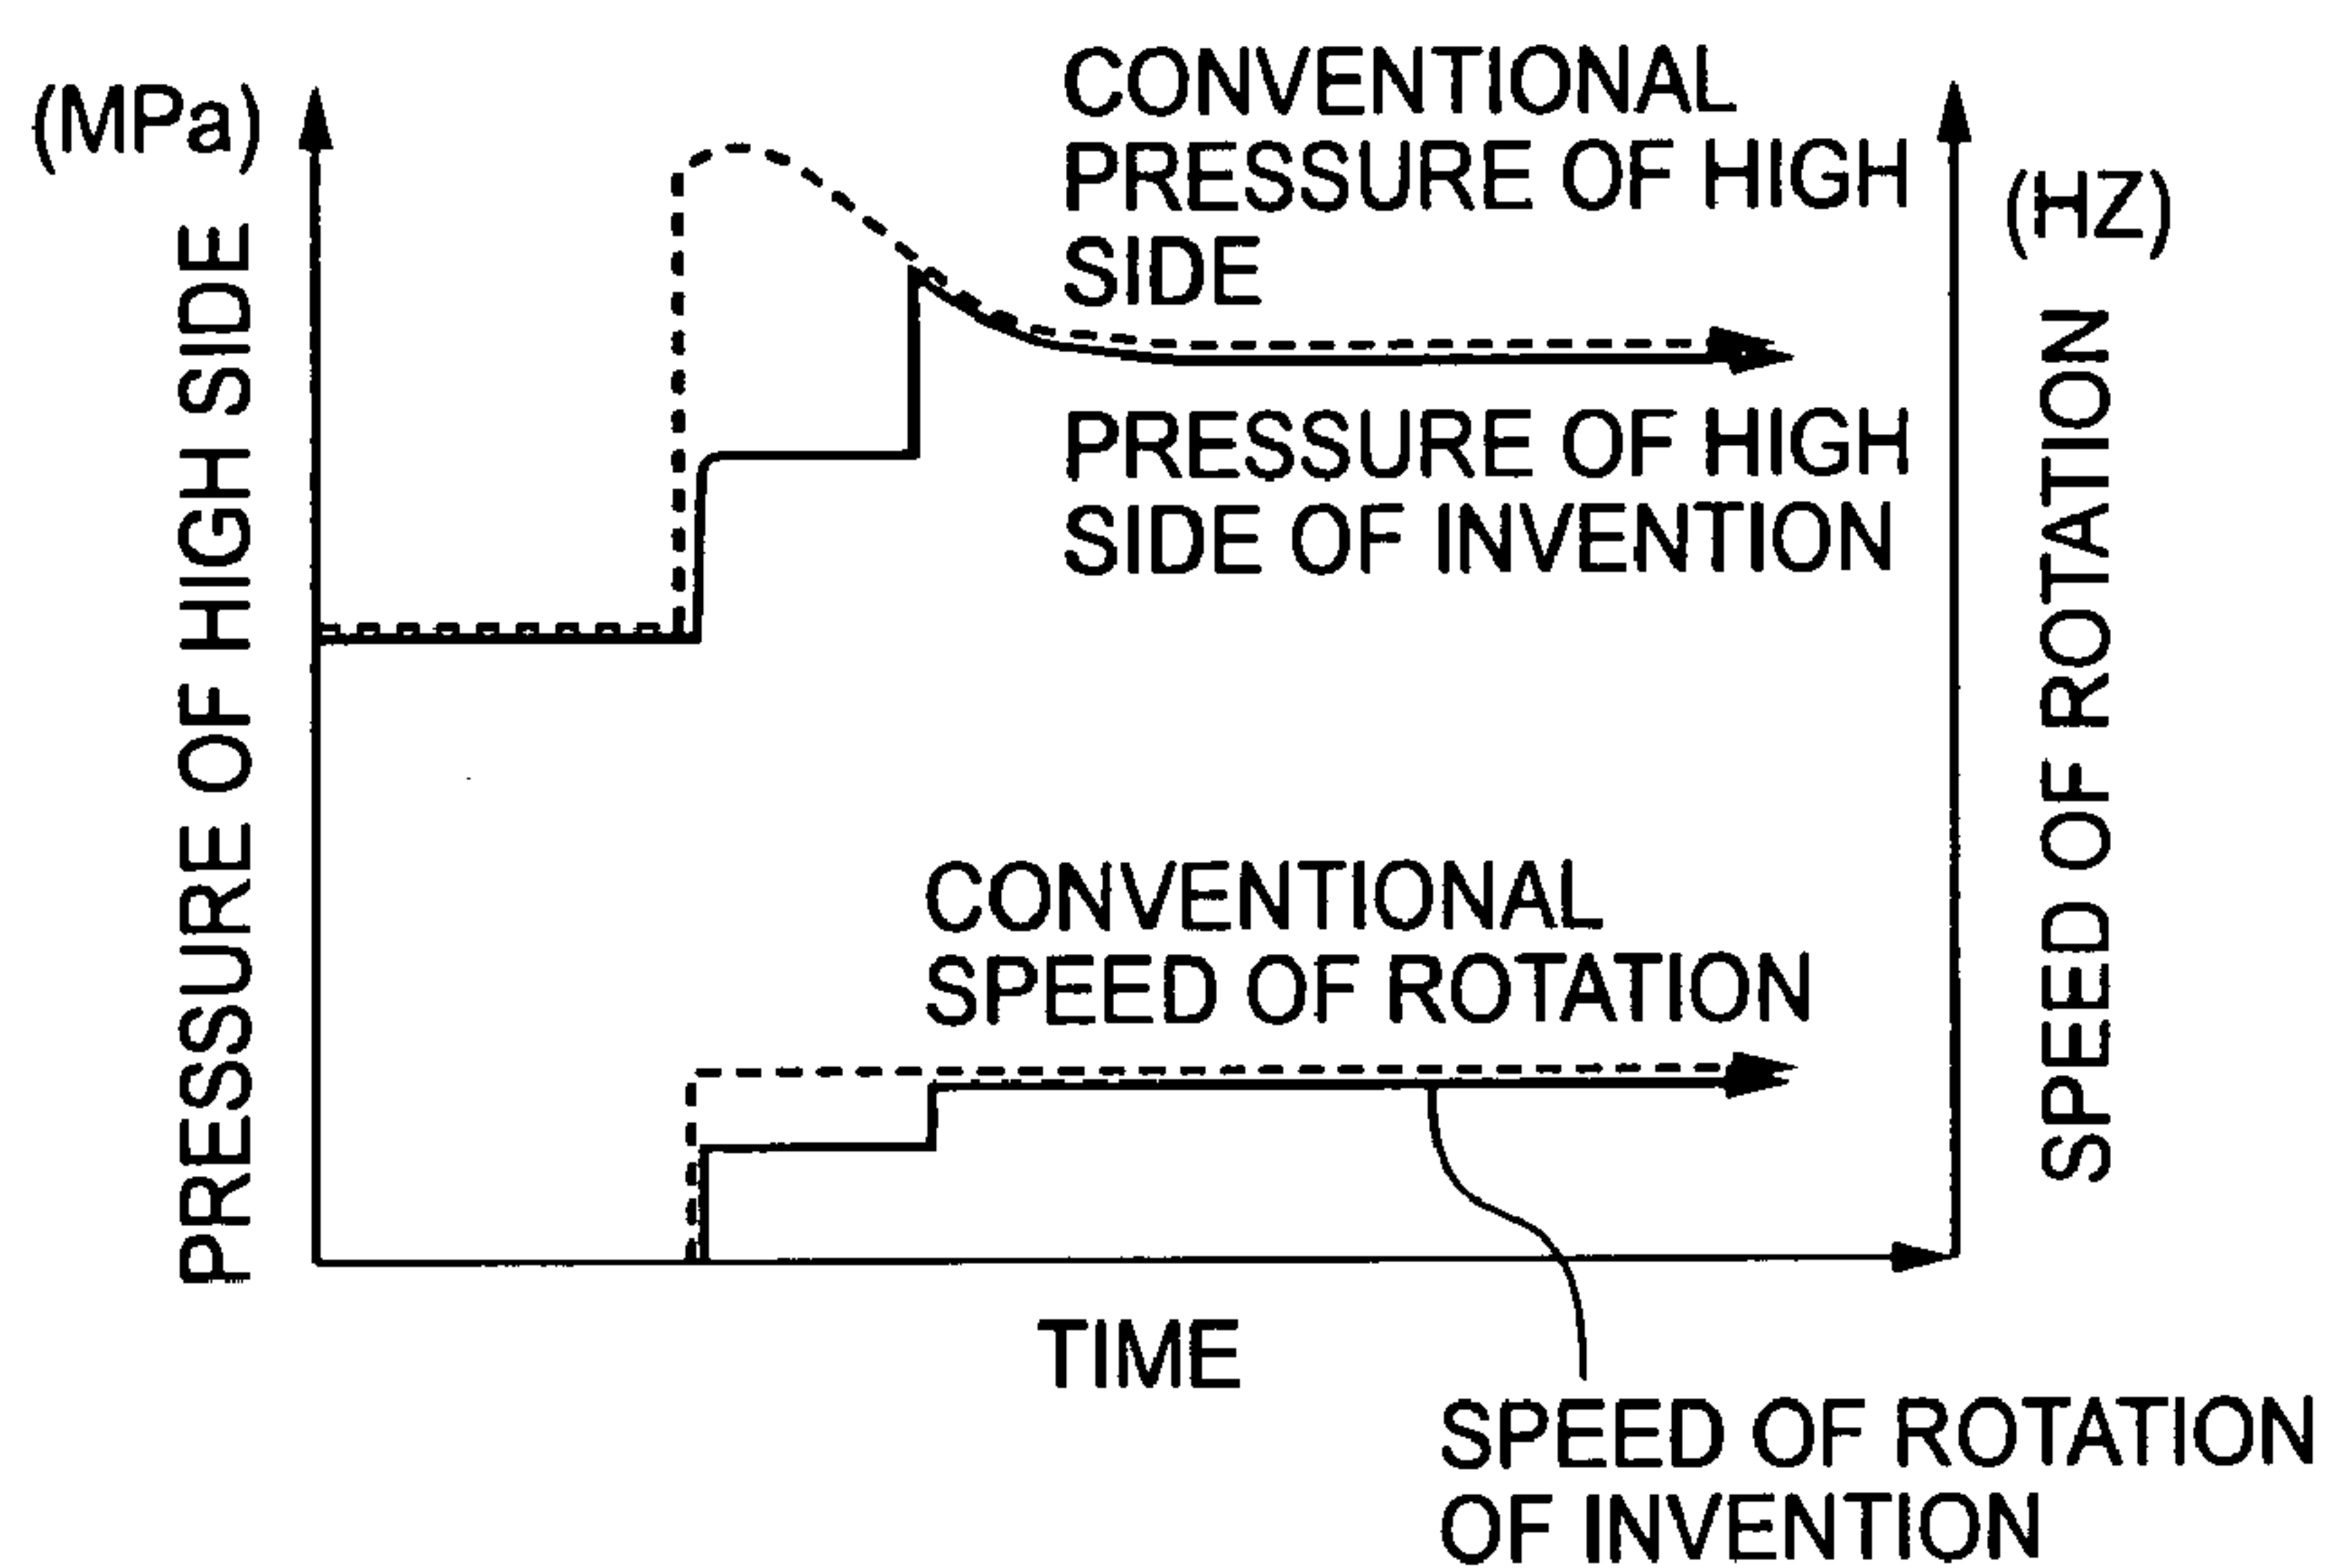 (MPa)
PRESSURE OF HIGH SIDE
CONVENTIONAL
PRESSURE OF HIGH
SIDE
(HZ)
SPEED OF ROTATION
PRESSURE OF HIGH
SIDE OF INVENTION
CONVENTIONAL
SPEED OF ROTATION
TIME
SPEED OF ROTATION
OF INVENTION